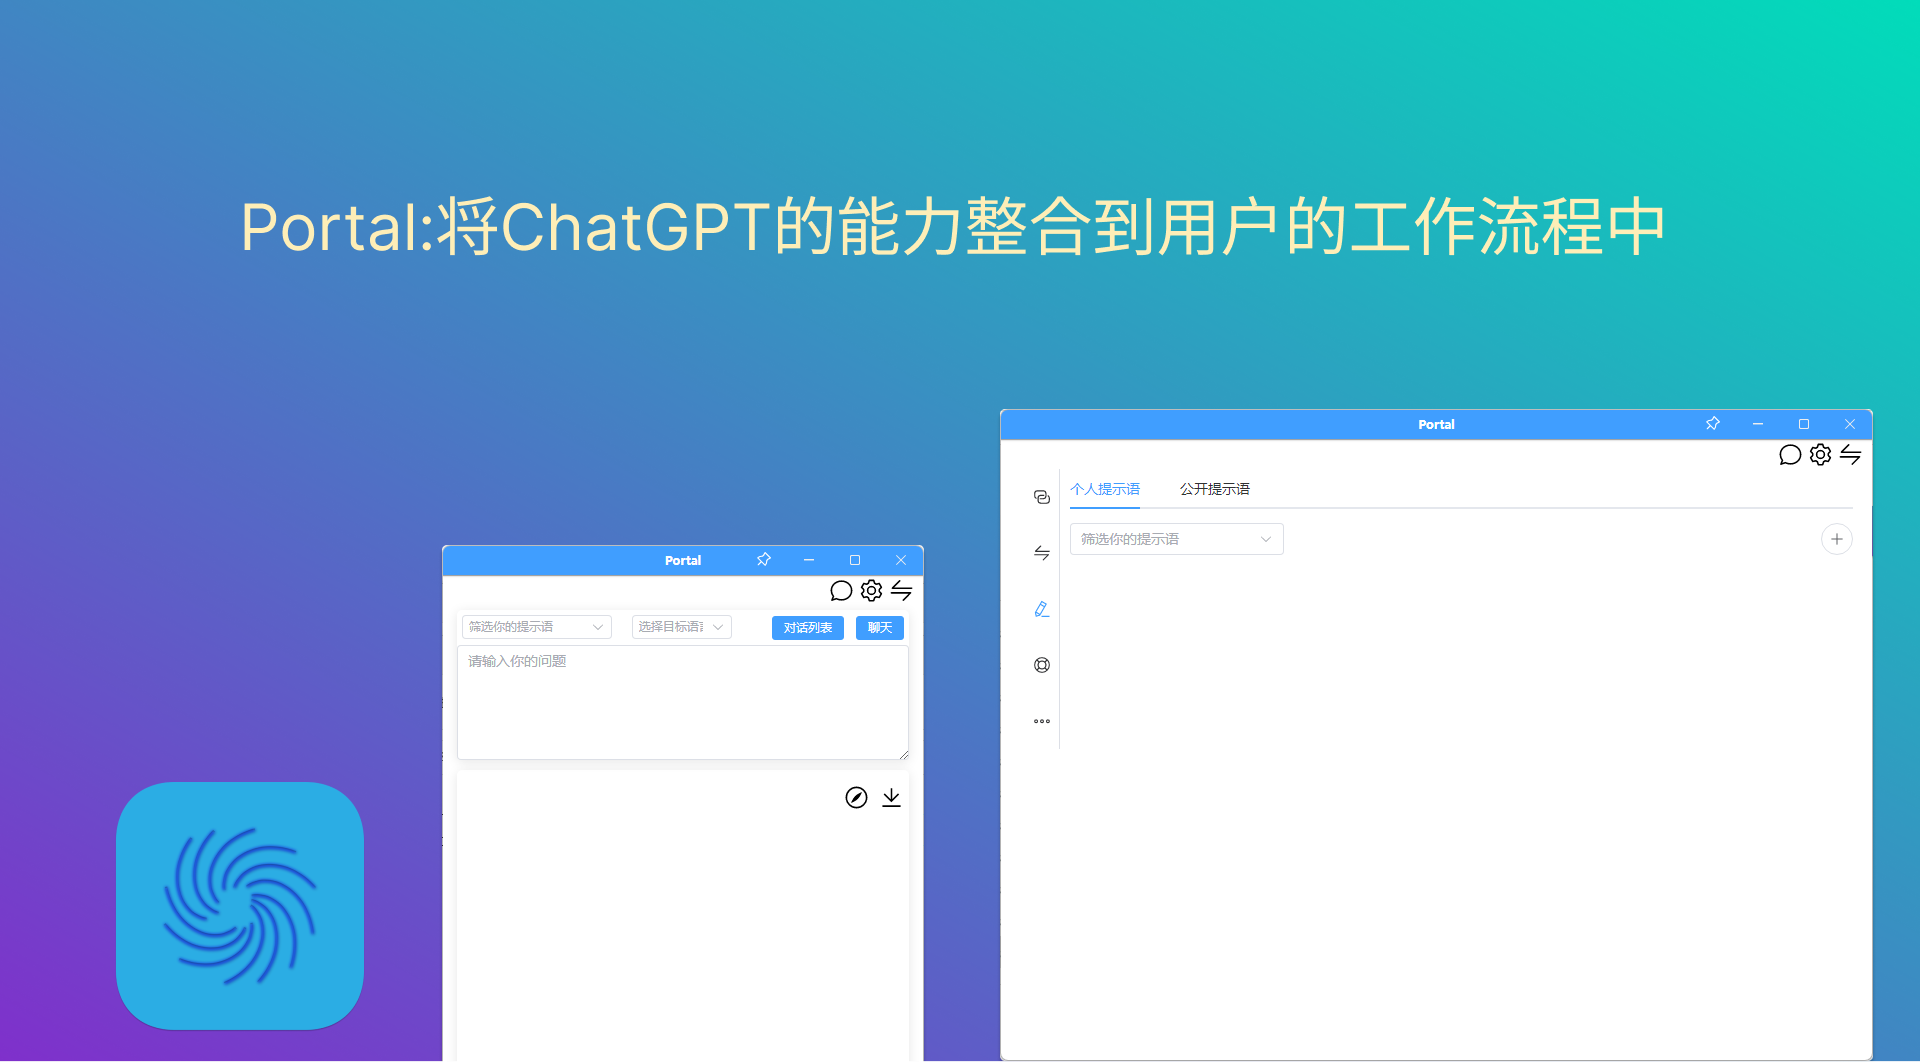 Portal:将ChatGPT的能力整合到用户的工作流程中
Portal
个人提示语 公开提示语
筛选你的提示语
Portal
筛选你的提示语 选择目标语 对话列表 聊天
请输入你的问题